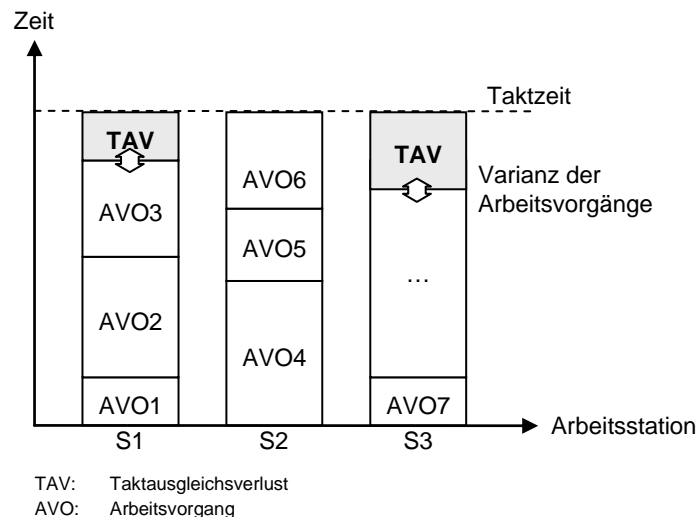 Zeit
Taktzeit
TAV
TAV
Varianz der
Arbeitsvorgänge
AVO3
AVO6
AVO5
…
AVO2
AVO4
AVO1
AVO7
Arbeitsstation
S1
S2
S3
TAV: Taktausgleichsverlust
AVO: Arbeitsvorgang